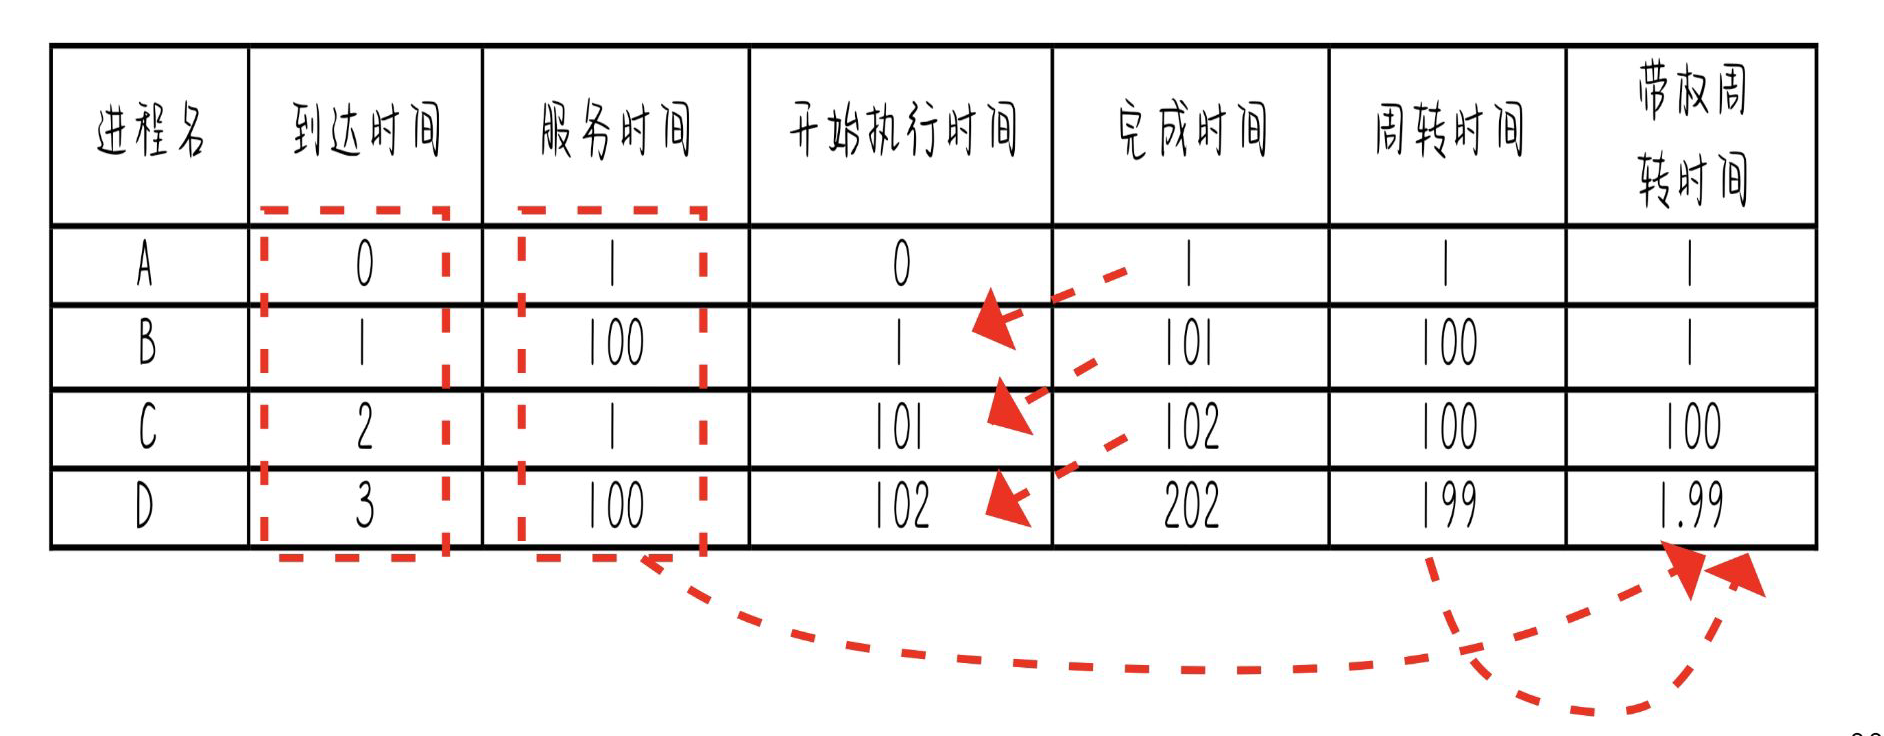 进程名 到达时间 服务时间 开始执行时间 完成时间 周转时间 带权周
转时间
A 0 1 0 1 1 1
B 1 100 1 101 100 1
C 2 1 101 102 100 100
D 3 100 102 202 199 1.99